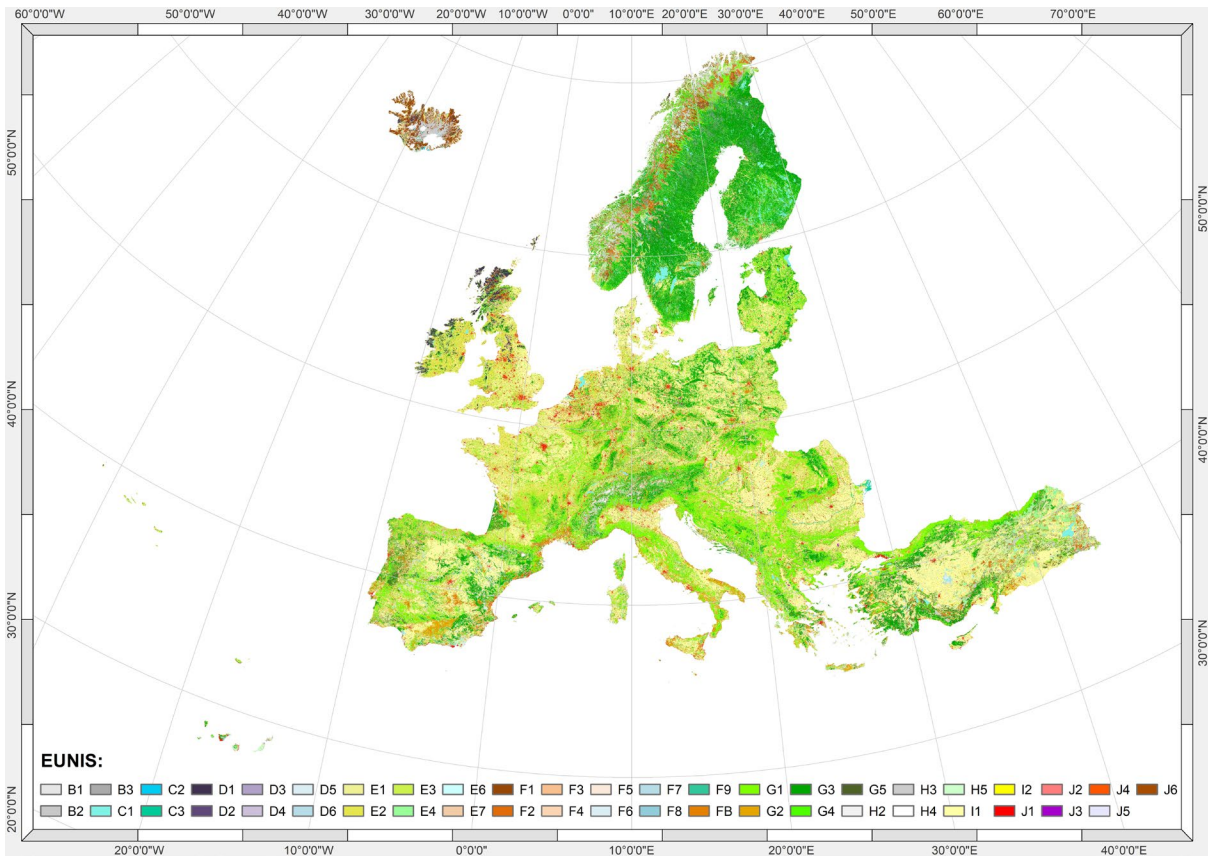 60°0'0"W 50°0'0"W 40°0'0"W 30°0'0"W 20°0'0"W 10°0'0"W 0°0'0" 10°0'0"E 20°0'0"E 30°0'0"E 40°0'0"E 50°0'0"E 60°0'0"E 70°0'0"E
50°0'0"N
40°0'0"N
30°0'0"N
20°0'0"N
50°0'0"N
40°0'0"N
30°0'0"N
EUNIS:
B1 B3 C2 D1 D3 D5 E1 E3 E6 F1 F3 F5 F7 F9 G1 G3 G5 H3 H5 I2 J2 J4 J6
B2 C1 C3 D2 D4 D6 E2 E4 E7 F2 F4 F6 F8 FB G2 G4 H2 H4 I1 J1 J3 J5
20°0'0"W 10°0'0"W 0°0'0" 10°0'0"E 20°0'0"E 30°0'0"E 40°0'0"E